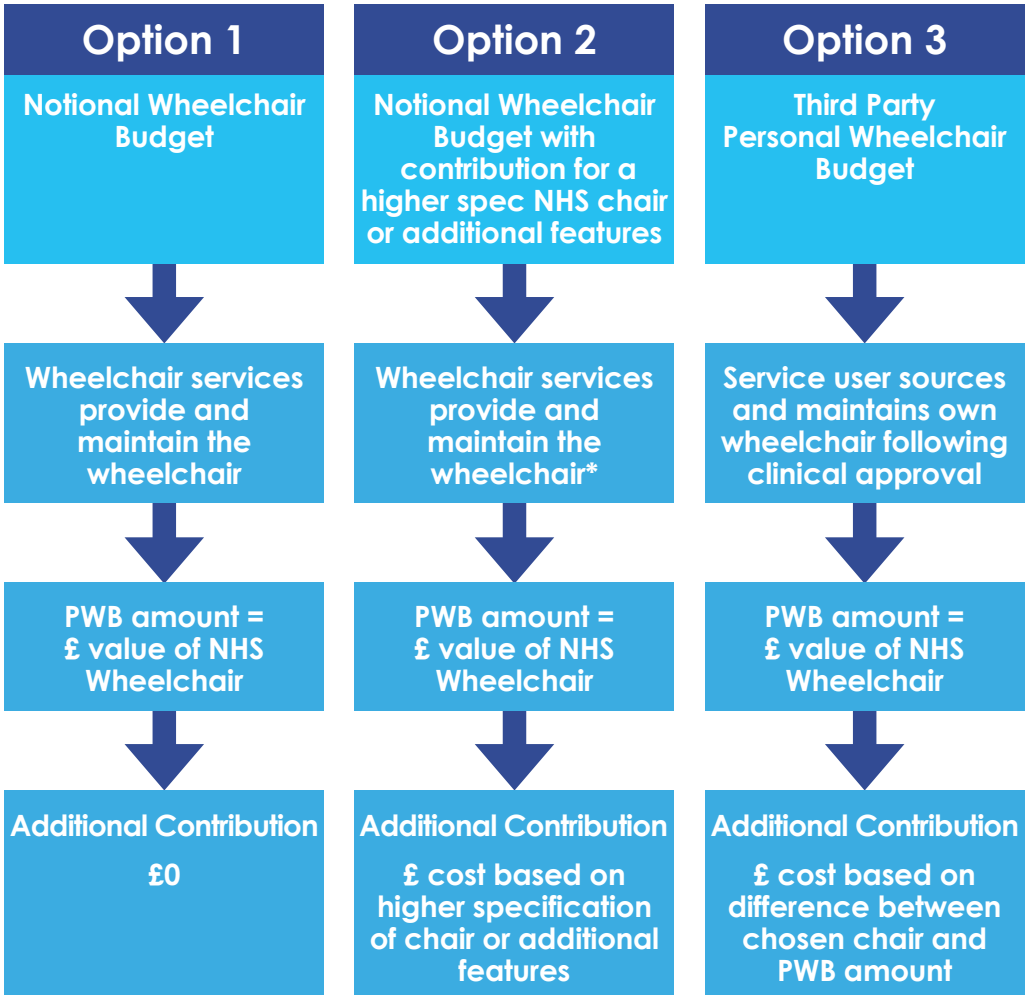 Option 1
Notional Wheelchair
Budget
Wheelchair services
provide and
maintain the
wheelchair
PWB amount =
£ value of NHS
Wheelchair
Additional Contribution
£0
Option 2
Notional Wheelchair
Budget with
contribution for a
higher spec NHS chair
or additional features
Wheelchair services
provide and
maintain the
wheelchair*
PWB amount =
£ value of NHS
Wheelchair
Additional Contribution
£ cost based on
higher specification
of chair or additional
features
Option 3
Third Party
Personal Wheelchair
Budget
Service user sources
and maintains own
wheelchair following
clinical approval
PWB amount =
£ value of NHS
Wheelchair
Additional Contribution
£ cost based on
difference between
chosen chair and
PWB amount